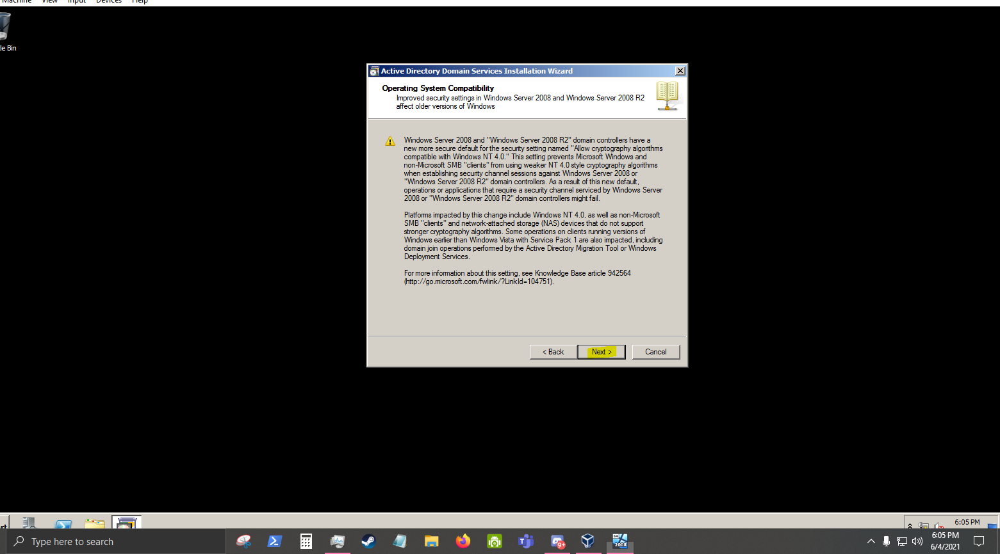 Machine View Input Devices Help
de Bin
Active Directory Domain Services Installation Wizard
Operating System Compatibility
Improved security settings in Windows Server 2008 and Windows Server 2008 R2
affect older versions of Windows
Windows Server 2008 and "Windows Server 2008 R2" domain controllers have a
new more secure default for the security setting named "Allow cryptography algorithms
compatible with Windows NT 4.0." This setting prevents Microsoft Windows and
non-Microsoft SMB "clients" from using weaker NT 4.0 style cryptography algorithms
when establishing security channel sessions against Windows Server 2008 or
"Windows Server 2008 R2" domain controllers. As a result of this new default,
operations or applications that require a security channel serviced by Windows Server
2008 or "Windows Server 2008 R2" domain controllers might fail.
Platforms impacted by this change include Windows NT 4.0, as well as non-Microsoft
SMB "clients" and network-attached storage (NAS) devices that do not support
stronger cryptography algorithms. Some operations on clients running versions of
Windows earlier than Windows Vista with Service Pack 1 are also impacted, including
domain join operations performed by the Active Directory Migration Tool or Windows
Deployment Services.
For more information about this setting, see Knowledge Base article 942564
(http://go.microsoft.com/fwlink/?LinkId=104751).
< Back Next > Cancel
rt
6:05 PM
Type here to search
9+
64
2008
6:05 PM
6/4/2021